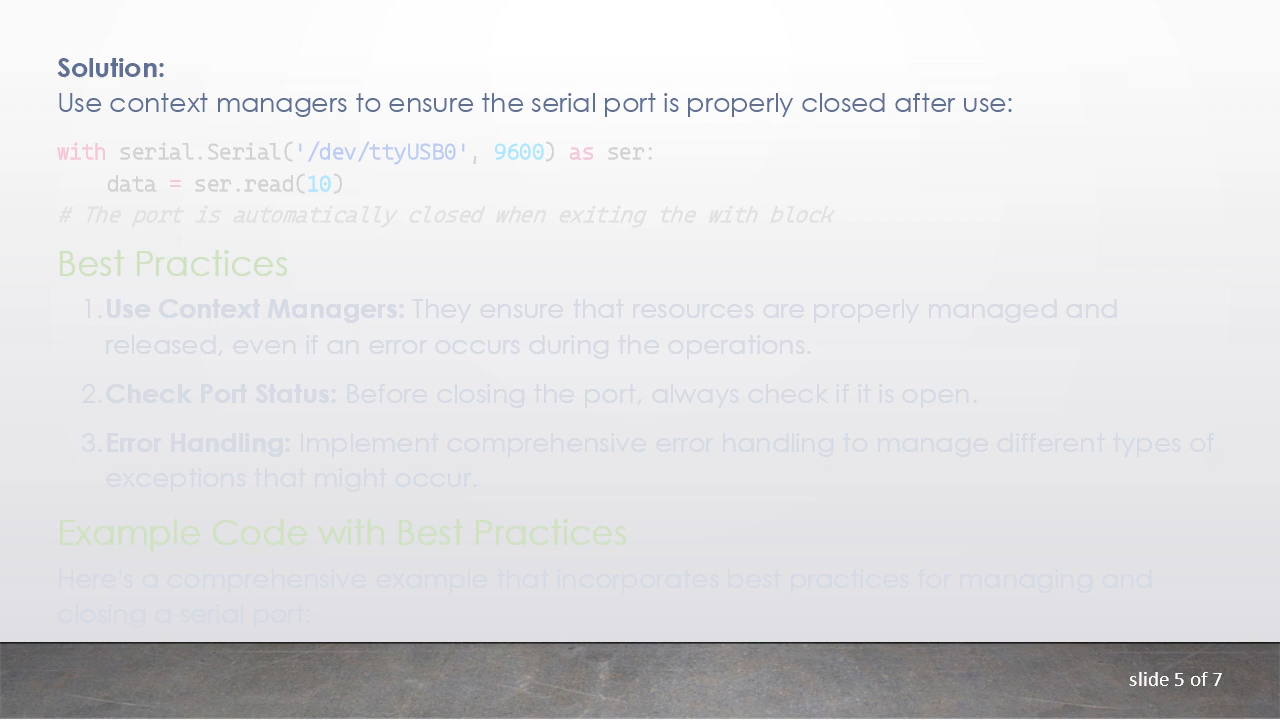 Solution:
Use context managers to ensure the serial port is properly closed after use:
with serial.Serial('/dev/ttyUSB0', 9600) as ser:
    data = ser.read(10)
# The port is automatically closed when exiting the with block
Best Practices
1. Use Context Managers: They ensure that resources are properly managed and
released, even if an error occurs during the operations.
2. Check Port Status: Before closing the port, always check if it is open.
3. Error Handling: Implement comprehensive error handling to manage different types of
exceptions that might occur.
Example Code with Best Practices
Here's a comprehensive example that incorporates best practices for managing and
closing a serial port:
slide 5 of 7